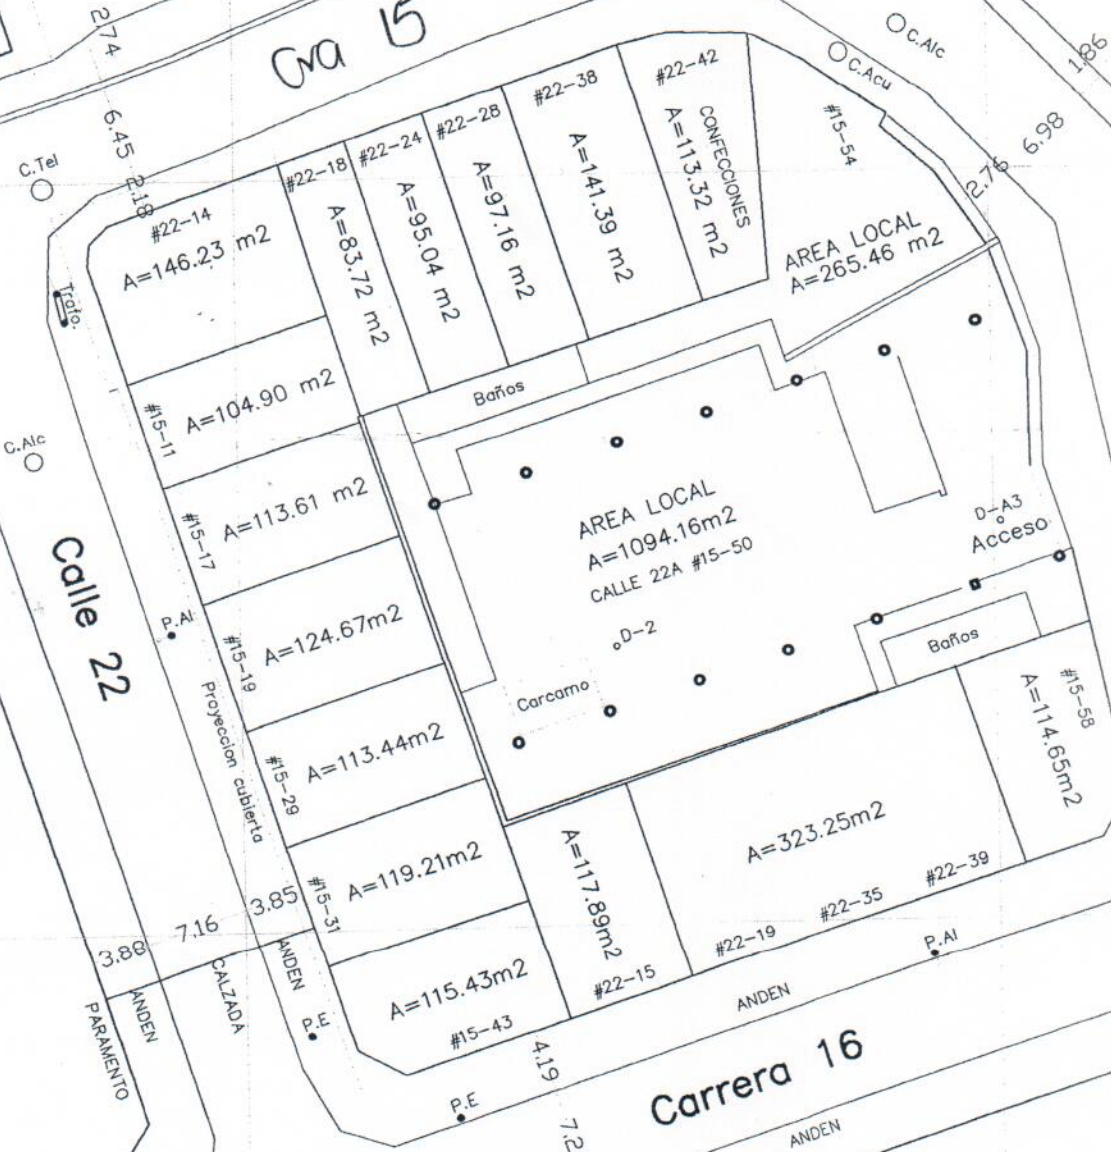 Cra 15
2.74
6.45
2.18
C.Tel
C.Alc
C.Acu
1.86
6.98
2.76
#22-14
A=146.23 m2
#22-18
A=83.72 m2
#22-24
A=95.04 m2
#22-28
A=97.16 m2
#22-38
A=141.39 m2
#22-42
CONFECCIONES
A=113.32 m2
#15-54
AREA LOCAL
A=265.46 m2
Trafo.
C.Alc
#15-11
A=104.90 m2
Baños
#15-17
A=113.61 m2
AREA LOCAL
A=1094.16m2
CALLE 22A #15-50
D-A3
Acceso
Calle 22
P.Al
#15-19
A=124.67m2
D-2
Carcamo
Baños
#15-58
A=114.65m2
Proyeccion cubierta
#15-29
A=113.44m2
#15-31
A=119.21m2
A=117.89m2
A=323.25m2
#22-39
#22-35
#22-19
#22-15
3.88
7.16
3.85
PARAMENTO
ANDEN
CALZADA
ANDEN
P.E
A=115.43m2
#15-43
P.Al
ANDEN
4.19
7.2
P.E
Carrera 16
ANDEN